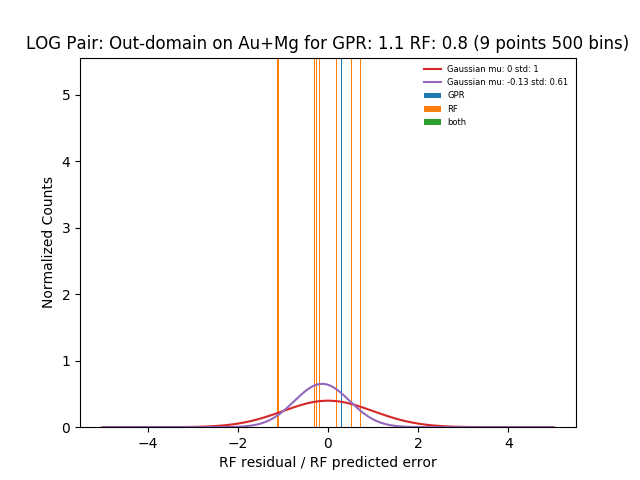 LOG Pair: Out-domain on Au+Mg for GPR: 1.1 RF: 0.8 (9 points 500 bins)
Gaussian mu: 0 std: 1
Gaussian mu: -0.13 std: 0.61
GPR
RF
both
Normalized Counts
5
4
3
2
1
0
−4 −2 0 2 4
RF residual / RF predicted error